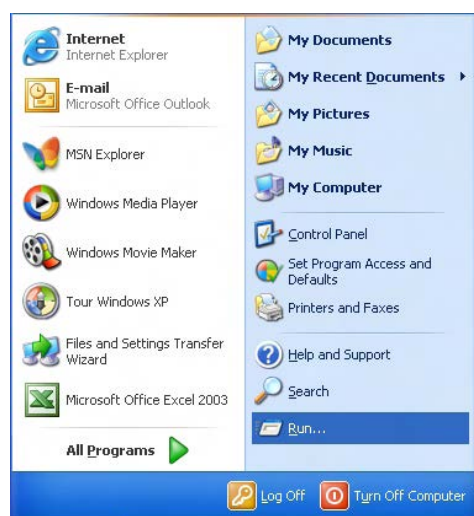 Internet
Internet Explorer
E-mail
Microsoft Office Outlook
MSN Explorer
Windows Media Player
Windows Movie Maker
Tour Windows XP
Files and Settings Transfer
Wizard
Microsoft Office Excel 2003
All Programs
My Documents
My Recent Documents
My Pictures
My Music
My Computer
Control Panel
Set Program Access and
Defaults
Printers and Faxes
Help and Support
Search
Run...
Log Off
Turn Off Computer